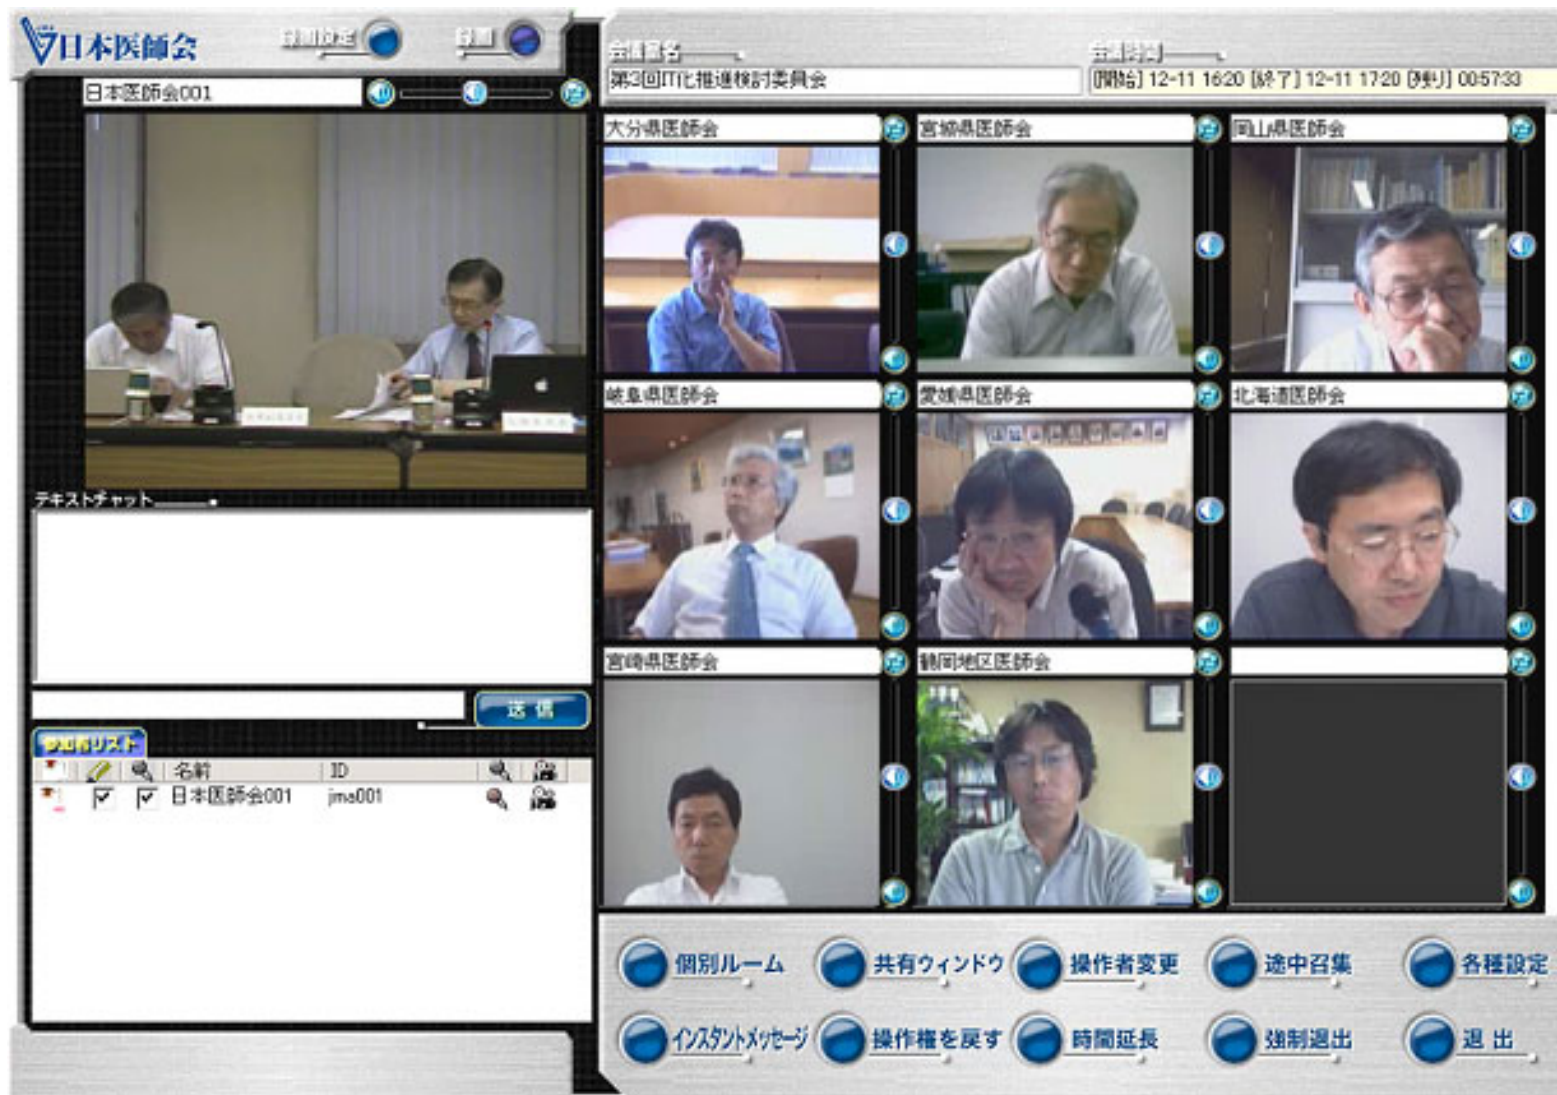 日本医師会
録画設定
録画
会議室名
会議時間
日本医師会001
第3回IT化推進検討委員会
[開始] 12-11 16:20 [終了] 12-11 17:20 [残り] 00:57:33
大分県医師会
宮城県医師会
岡山県医師会
岐阜県医師会
愛媛県医師会
北海道医師会
宮崎県医師会
鶴岡地区医師会
テキストチャット
送信
参加者リスト
名前 ID
日本医師会001 jma001
個別ルーム
共有ウィンドウ
操作者変更
途中召集
各種設定
インスタントメッセージ
操作権を戻す
時間延長
強制退出
退出